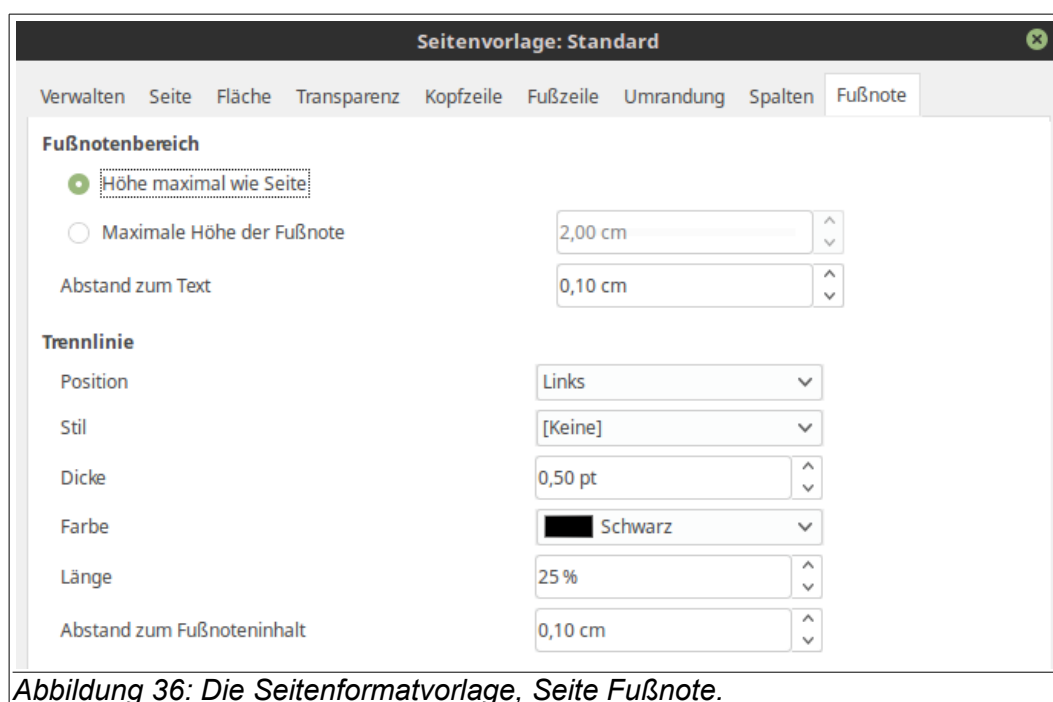 Seitenvorlage: Standard
Verwalten Seite Fläche Transparenz Kopfzeile Fußzeile Umrandung Spalten Fußnote
Fußnotenbereich
Höhe maximal wie Seite
Maximale Höhe der Fußnote 2,00 cm
Abstand zum Text 0,10 cm
Trennlinie
Position Links
Stil [Keine]
Dicke 0,50 pt
Farbe Schwarz
Länge 25 %
Abstand zum Fußnoteninhalt 0,10 cm
Abbildung 36: Die Seitenformatvorlage, Seite Fußnote.